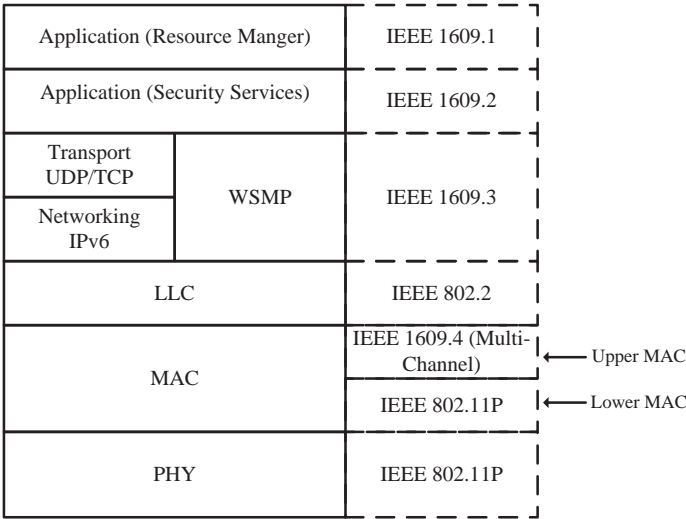 Application (Resource Manger)
IEEE 1609.1
Application (Security Services)
IEEE 1609.2
Transport
UDP/TCP
WSMP
IEEE 1609.3
Networking
IPv6
LLC
IEEE 802.2
MAC
IEEE 1609.4 (Multi-
Channel)
Upper MAC
IEEE 802.11P
Lower MAC
PHY
IEEE 802.11P